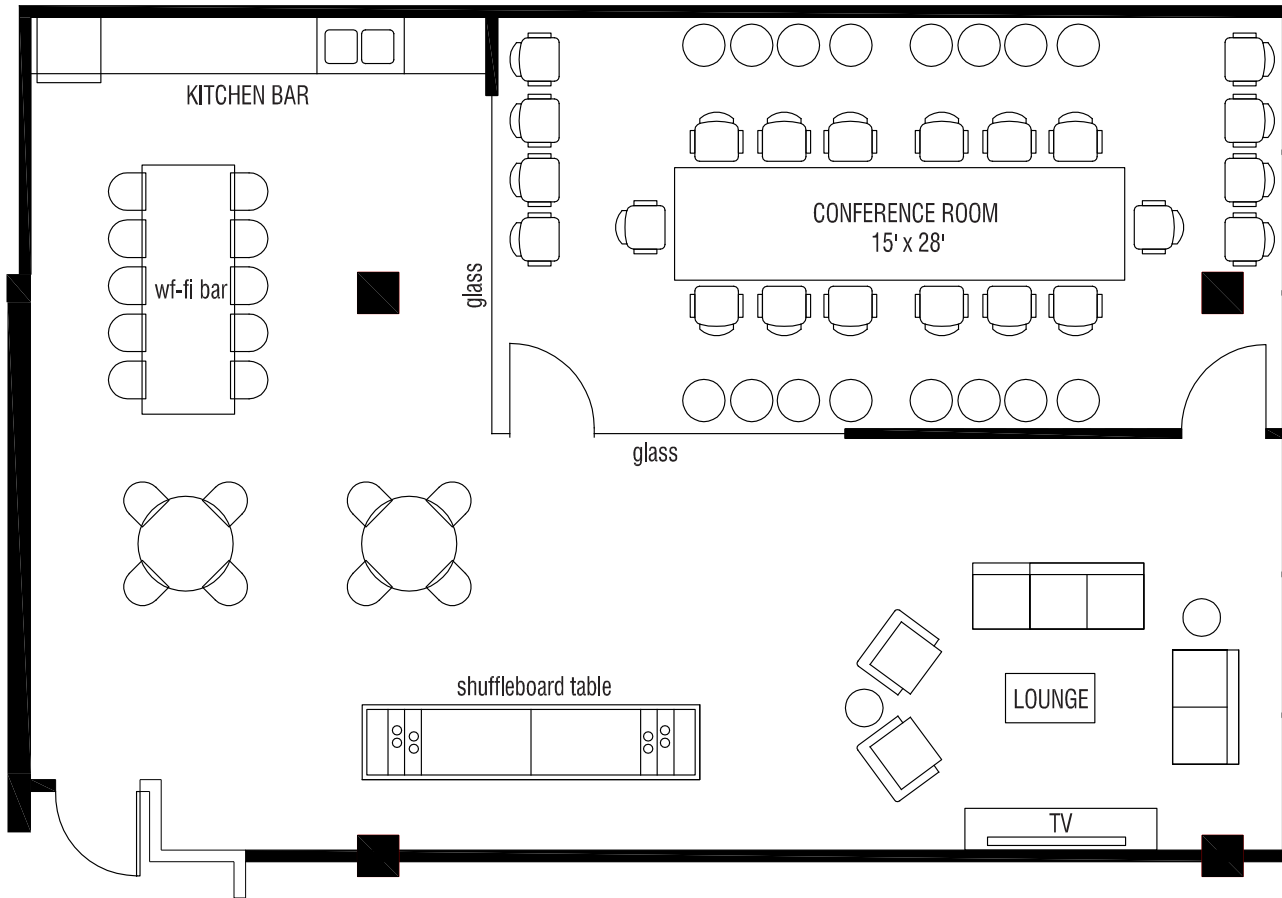 KITCHEN BAR
wf-fi bar
glass
CONFERENCE ROOM
15' x 28'
glass
shuffleboard table
LOUNGE
TV